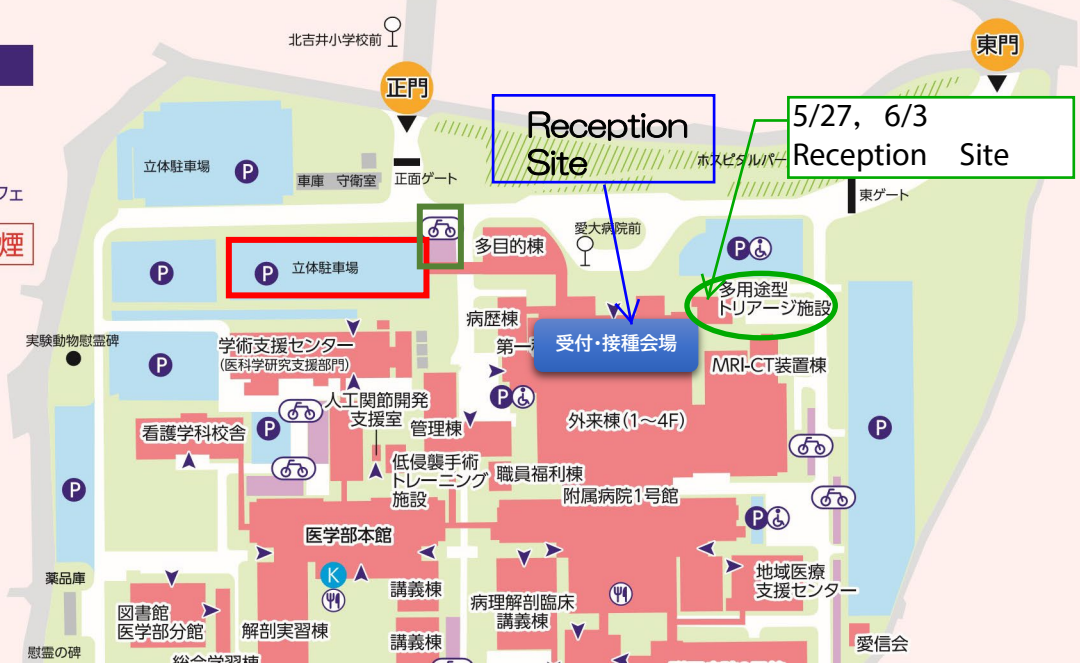 北吉井小学校前
正門
東門
Reception
Site
5/27, 6/3
Reception Site
立体駐車場
P
車庫 守衛室
正面ゲート
ホスピタルパー
東ゲート
フェ
煙
多目的棟
愛大病院前
P
P
P
立体駐車場
多用途型
トリアージ施設
病歴棟
実験動物慰霊碑
学術支援センター
(医科学研究支援部門)
第一
受付・接種会場
MRI-CT装置棟
P
人工関節開発
支援室
P
外来棟(1~4F)
看護学科校舎
P
管理棟
P
低侵襲手術
トレーニング
施設
職員福利棟
P
附属病院1号館
P
医学部本館
薬品庫
K
講義棟
病理解剖臨床
講義棟
地域医療
支援センター
図書館
医学部分館
解剖実習棟
講義棟
愛信会
慰霊の碑
総合学習棟